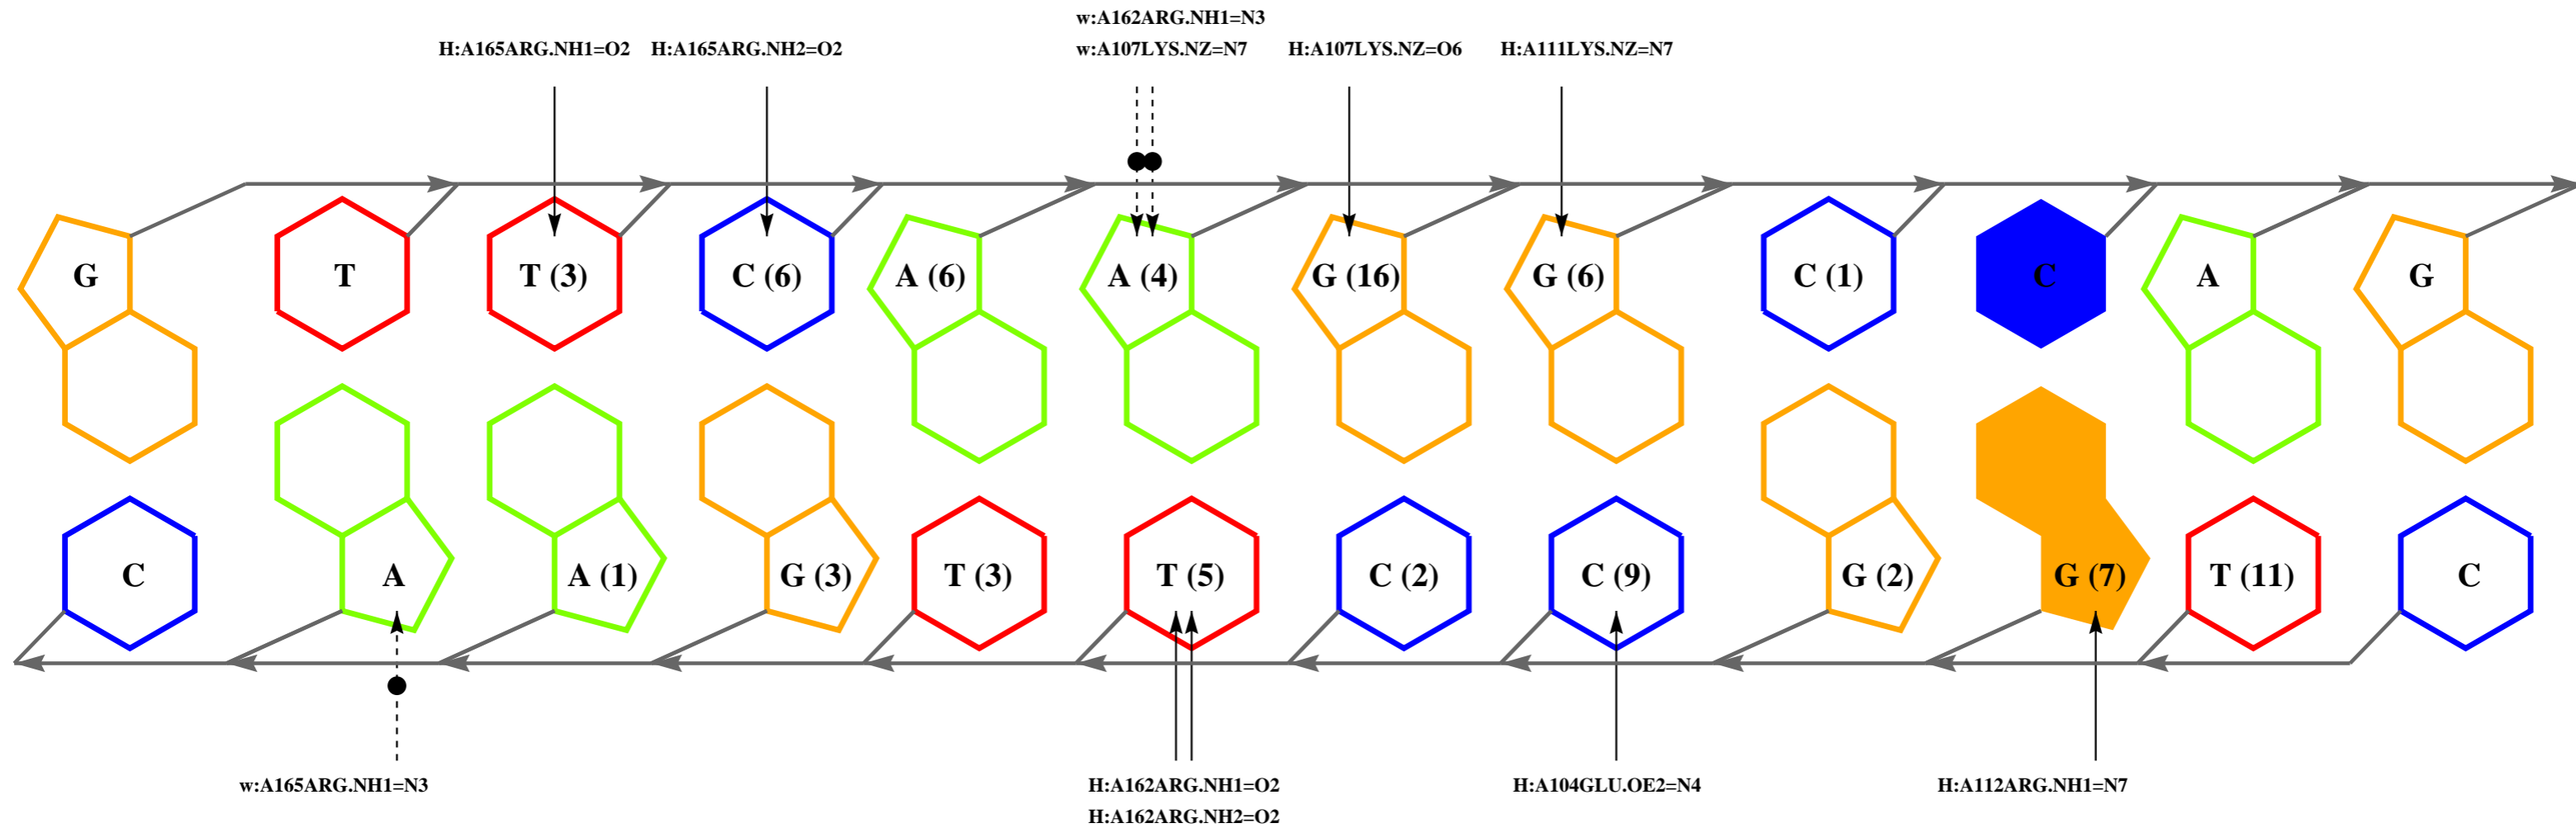 w:A162ARG.NH1=N3
H:A165ARG.NH1=O2 H:A165ARG.NH2=O2 w:A107LYS.NZ=N7 H:A107LYS.NZ=O6 H:A111LYS.NZ=N7
G T T (3) C (6) A (6) A (4) G (16) G (6) C (1) C A G
C A A (1) G (3) T (3) T (5) C (2) C (9) G (2) G (7) T (11) C
w:A165ARG.NH1=N3 H:A162ARG.NH1=O2 H:A104GLU.OE2=N4 H:A112ARG.NH1=N7
H:A162ARG.NH2=O2